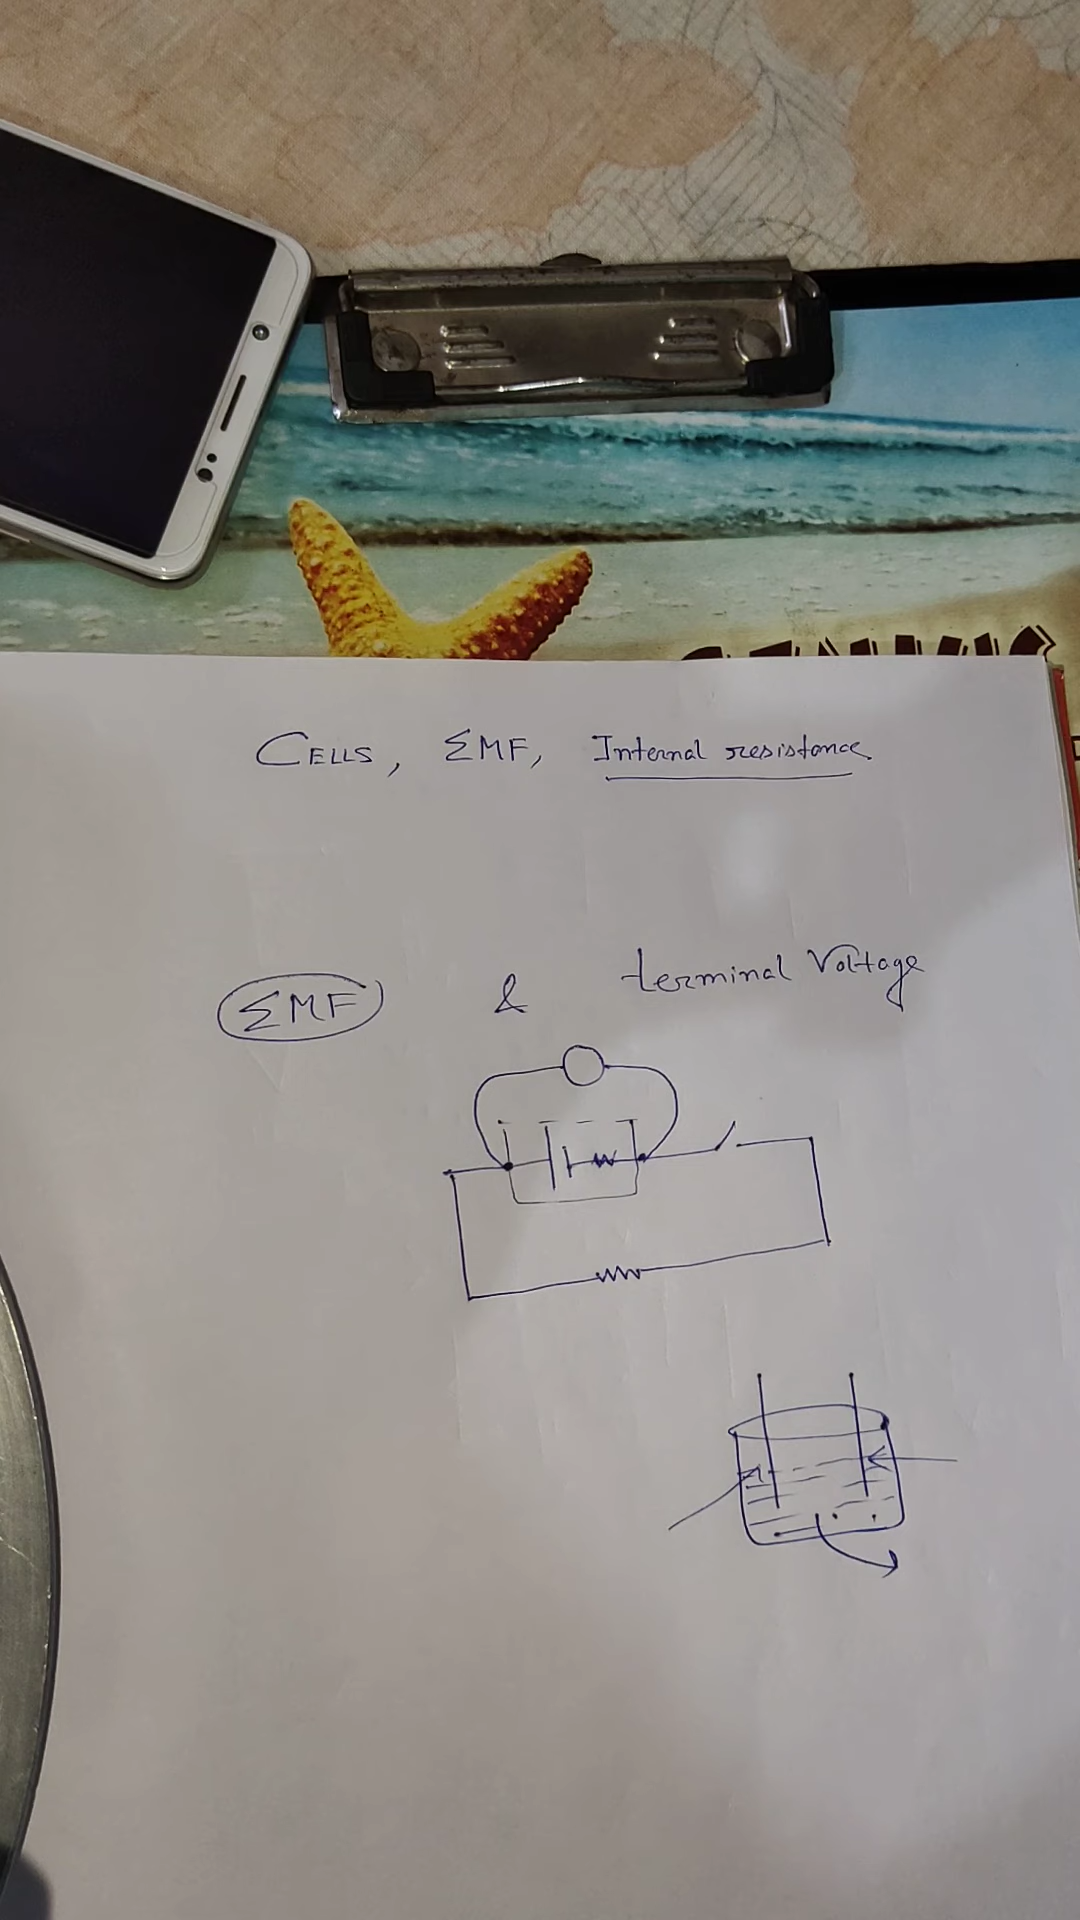 CELLS, EMF, Internal resistance
EMF & terminal Voltage